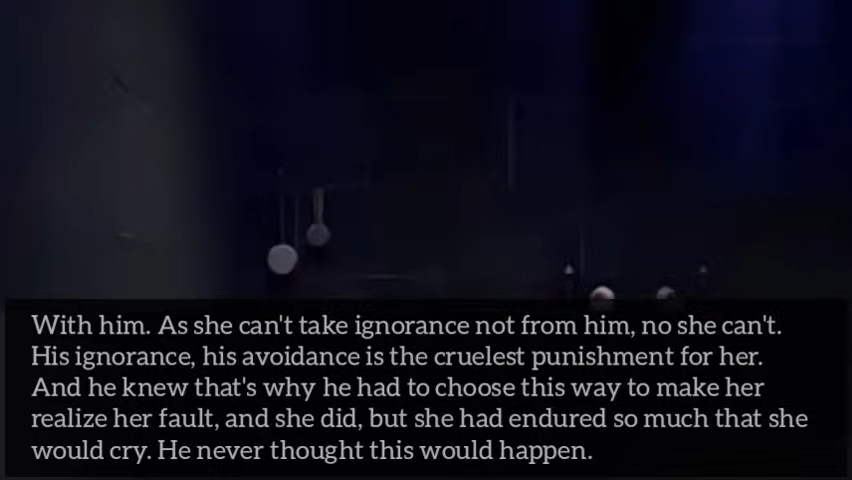 With him. As she can't take ignorance not from him, no she can't.
His ignorance, his avoidance is the cruelest punishment for her.
And he knew that's why he had to choose this way to make her
realize her fault, and she did, but she had endured so much that she
would cry. He never thought this would happen.